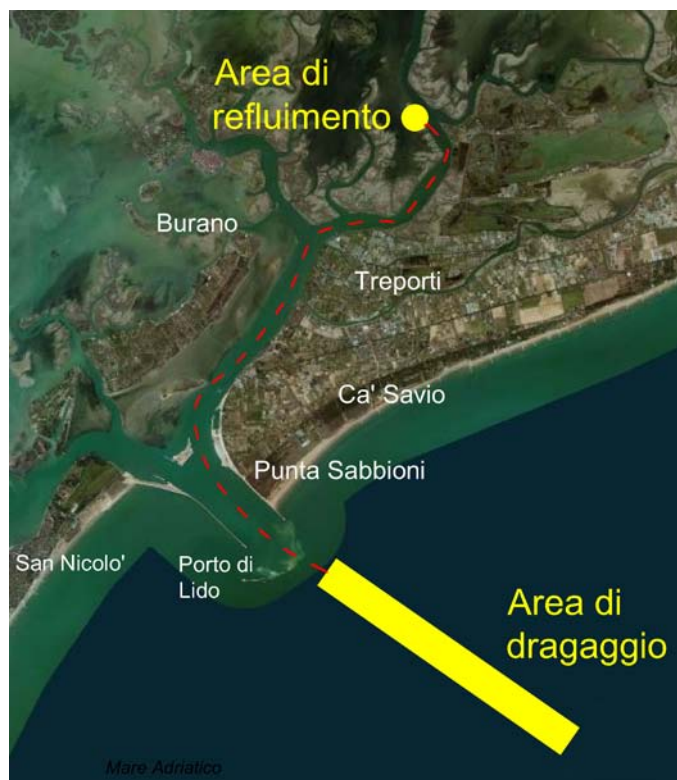 Area di
refluimento
Burano
Treporti
Ca' Savio
Punta Sabbioni
San Nicolo'
Porto di
Lido
Area di
dragaggio
Mare Adriatico